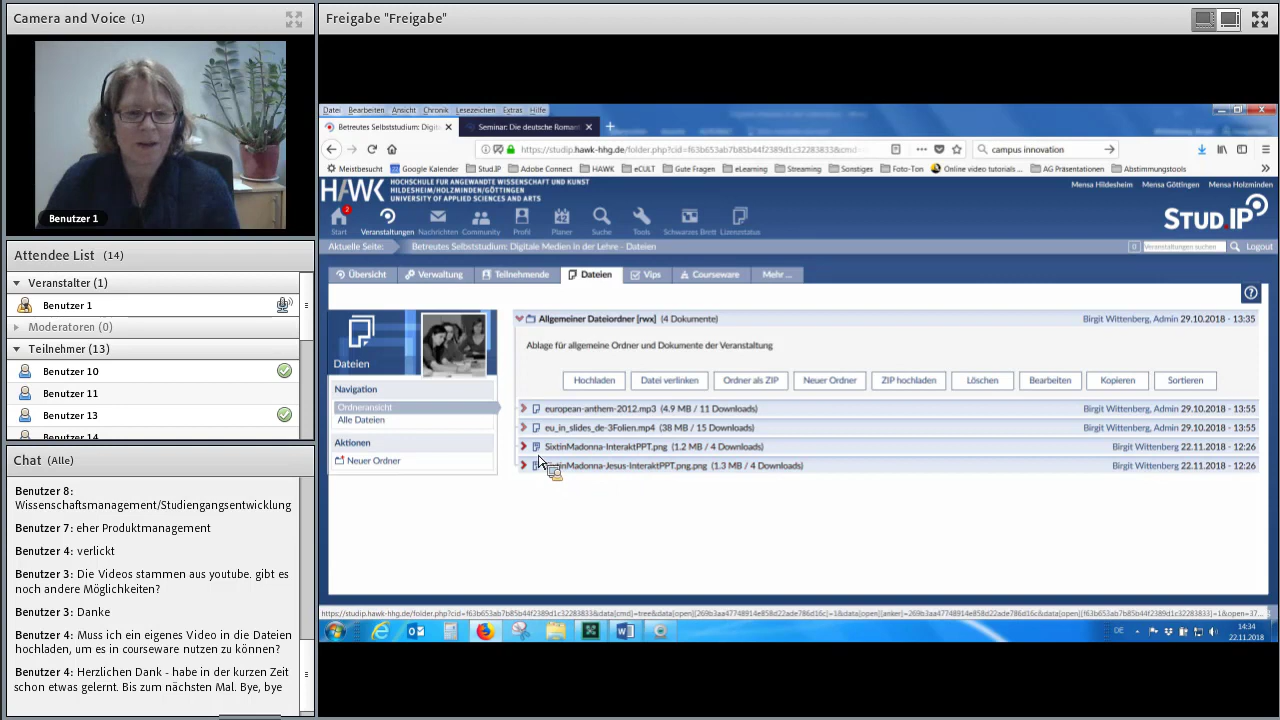 Camera and Voice (1)
Benutzer 1
Attendee List (14)
Veranstalter (1)
Benutzer 1
Moderatoren (0)
Teilnehmer (13)
Benutzer 10
Benutzer 11
Benutzer 13
Benutzer 14
Chat (Alle)
Benutzer 8:
Wissenschaftsmanagement/Studiengangsentwicklung
Benutzer 7: eher Produktmanagement
Benutzer 4: verlickt
Benutzer 3: Die Videos stammen aus youtube. gibt es
noch andere Möglichkeiten?
Benutzer 3: Danke
Benutzer 4: Muss ich ein eigenes Video in die Dateien
hochladen, um es in courseware nutzen zu können?
Benutzer 4: Herzlichen Dank - habe in der kurzen Zeit
schon etwas gelernt. Bis zum nächsten Mal. Bye, bye
Freigabe "Freigabe"
Datei Bearbeiten Ansicht Chronik Lesezeichen Extras Hilfe
Betreutes Selbststudium: Digita Seminar: Die deutsche Romant
https://studip.hawk-hhg.de/folder.php?cid=f63b653ab7b85b44f2389d1c32283833&cmd campus innovation
Meistbesucht Google Kalender Stud.IP Adobe Connect HAWK eCULT Gute Fragen eLearning Streaming Sonstiges Foto-Ton Online video tutorials ... AG Präsentationen Abstimmungstools
HAWK HOCHSCHULE FÜR ANGEWANDTE WISSENSCHAFT UND KUNST
HILDESHEIM/HOLZMINDEN/GÖTTINGEN
UNIVERSITY OF APPLIED SCIENCES AND ARTS
Mensa Hildesheim Mensa Göttingen Mensa Holzminden
2
STUD.IP
Start Veranstaltungen Nachrichten Community Profil Planer Suche Tools Schwarzes Brett Lizenzstatus
Aktuelle Seite: Betreutes Selbststudium: Digitale Medien in der Lehre - Dateien 0 Veranstaltungen suchen Logout
Übersicht Verwaltung Teilnehmende Dateien Vips Courseware Mehr ...
Dateien
Navigation
Ordneransicht
Alle Dateien
Aktionen
Neuer Ordner
Allgemeiner Dateiordner [rwx] (4 Dokumente) Birgit Wittenberg, Admin 29.10.2018 - 13:35
Ablage für allgemeine Ordner und Dokumente der Veranstaltung
Hochladen Datei verlinken Ordner als ZIP Neuer Ordner ZIP hochladen Löschen Bearbeiten Kopieren Sortieren
european-anthem-2012.mp3 (4.9 MB / 11 Downloads) Birgit Wittenberg, Admin 29.10.2018 - 13:55
eu_in_slides_de-3Folien.mp4 (38 MB / 15 Downloads) Birgit Wittenberg, Admin 29.10.2018 - 13:55
SixtinMadonna-InteraktPPT.png (1.2 MB / 4 Downloads) Birgit Wittenberg 22.11.2018 - 12:26
inMadonna-Jesus-InteraktPPT.png.png (1.3 MB / 4 Downloads) Birgit Wittenberg 22.11.2018 - 12:26
DE
14:34
22.11.2018